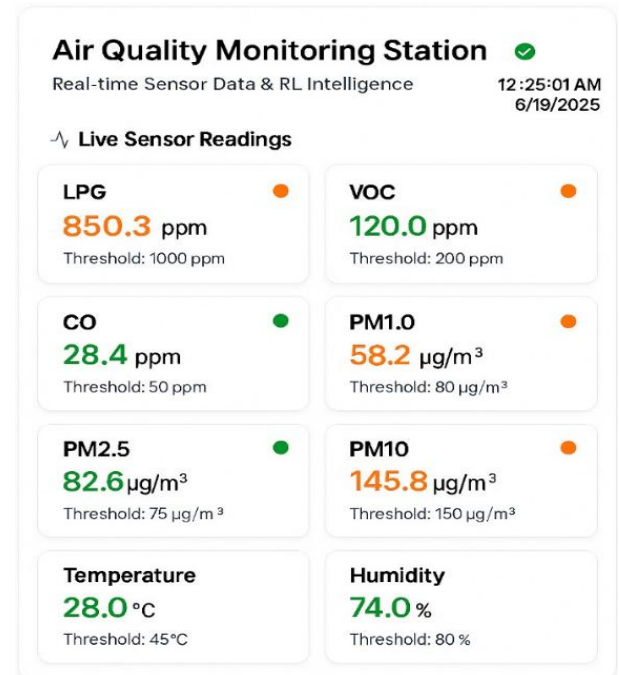 Air Quality Monitoring Station
Real-time Sensor Data & RL Intelligence
12:25:01 AM
6/19/2025
Live Sensor Readings
LPG
850.3 ppm
Threshold: 1000 ppm
VOC
120.0 ppm
Threshold: 200 ppm
CO
28.4 ppm
Threshold: 50 ppm
PM1.0
58.2 µg/m³
Threshold: 80 µg/m³
PM2.5
82.6 µg/m³
Threshold: 75 µg/m³
PM10
145.8 µg/m³
Threshold: 150 µg/m³
Temperature
28.0 °C
Threshold: 45°C
Humidity
74.0 %
Threshold: 80 %